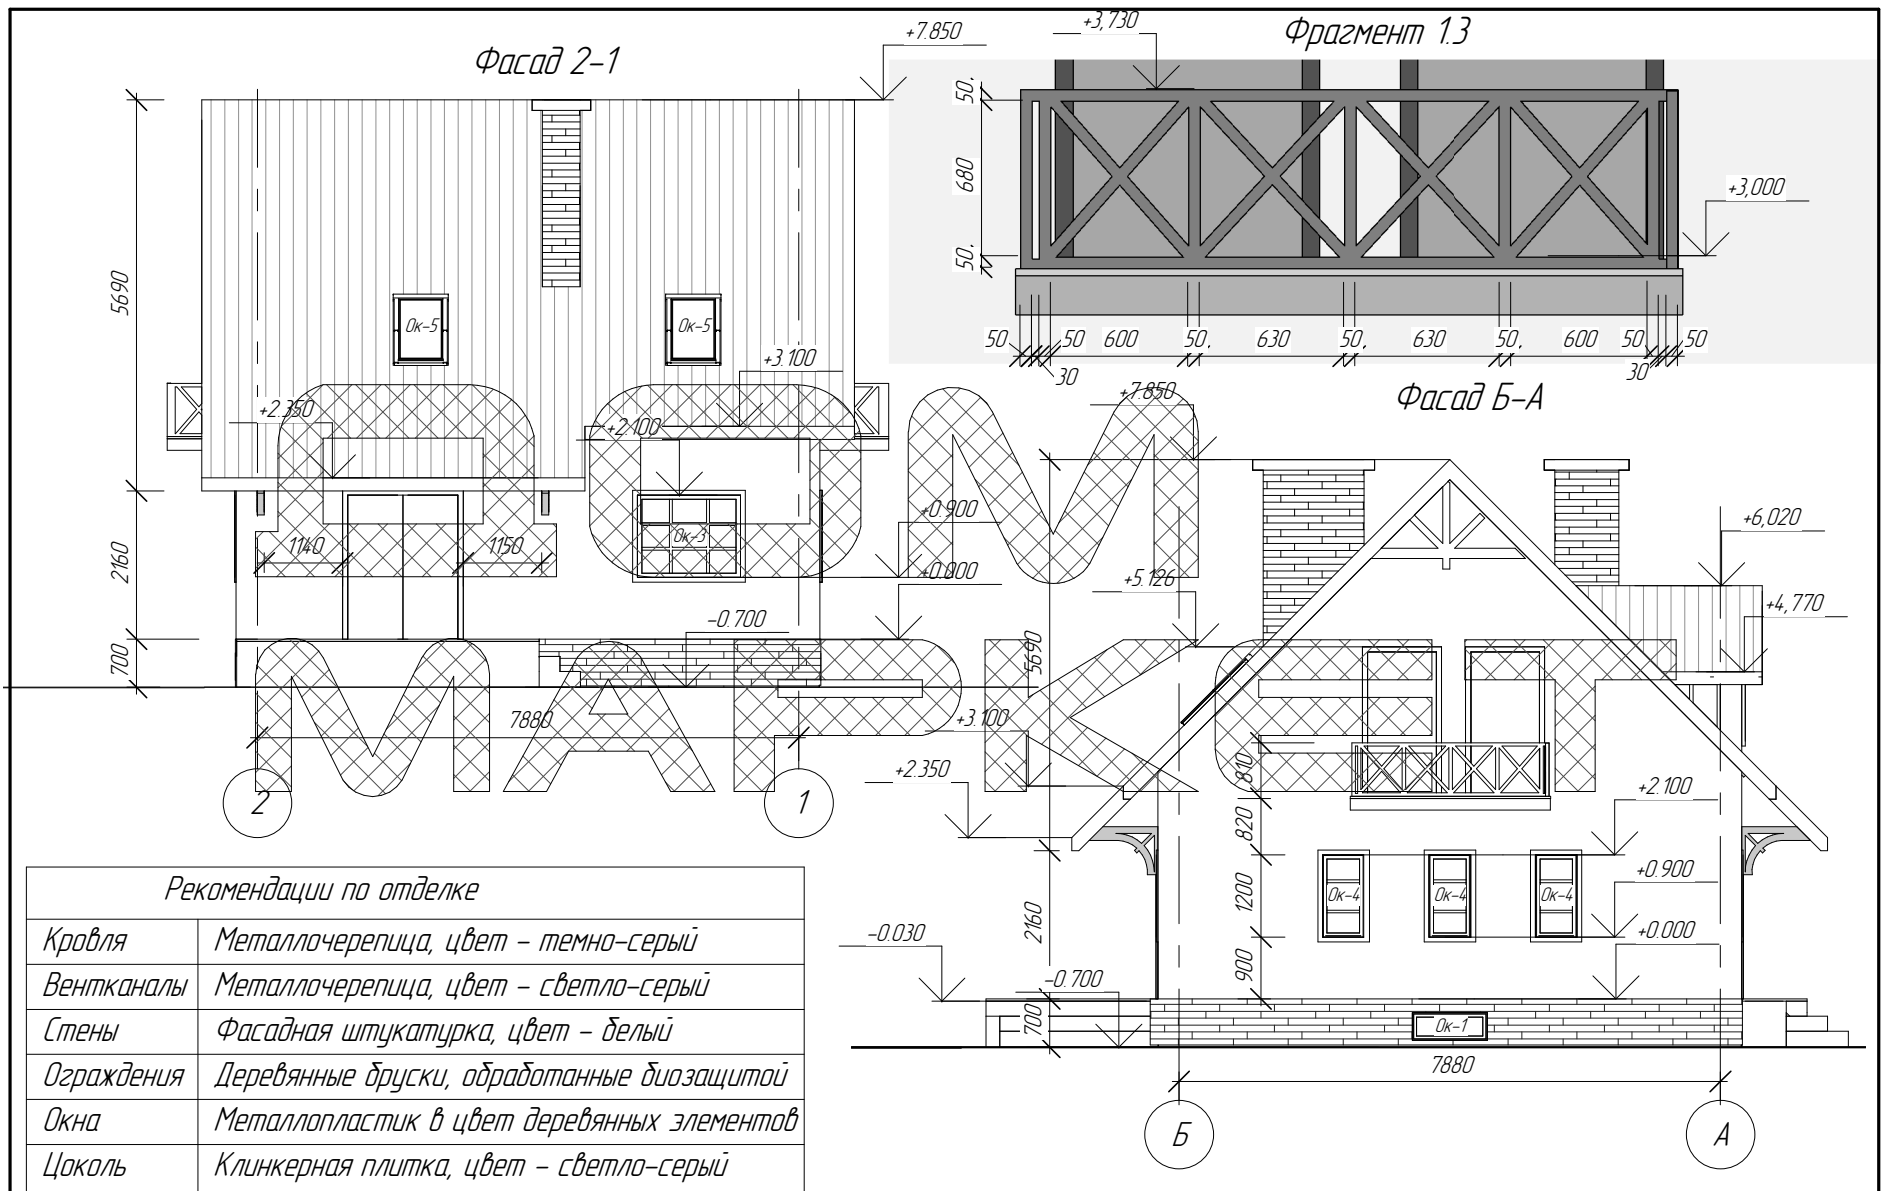 Фасад 2-1
+7.850
5690
2160
700
Ок-5
Ок-5
+3.100
+2.350
+2.100
+0.900
Ок-3
1140
1150
+0.000
-0.700
7880
2
1
ДОМ
МАРКЕТ
Фрагмент 1.3
+3,730
50.
680
50.
+3,000
50
30
50
600
50.
630
50.
630
50.
600
50.
30
50
Фасад Б-А
+7.850
+6,020
+5.126
+4,770
5690
+3.100
+2.350
810
820
1200
900
2160
700
+2.100
+0.900
+0.000
Ок-4
Ок-4
Ок-4
-0.030
-0.700
Ок-1
7880
Б
А
Рекомендации по отделке
Кровля Металлочерепица, цвет - темно-серый
Вентканалы Металлочерепица, цвет - светло-серый
Стены Фасадная штукатурка, цвет - белый
Ограждения Деревянные бруски, обработанные биозащитой
Окна Металлопластик в цвет деревянных элементов
Цоколь Клинкерная плитка, цвет - светло-серый